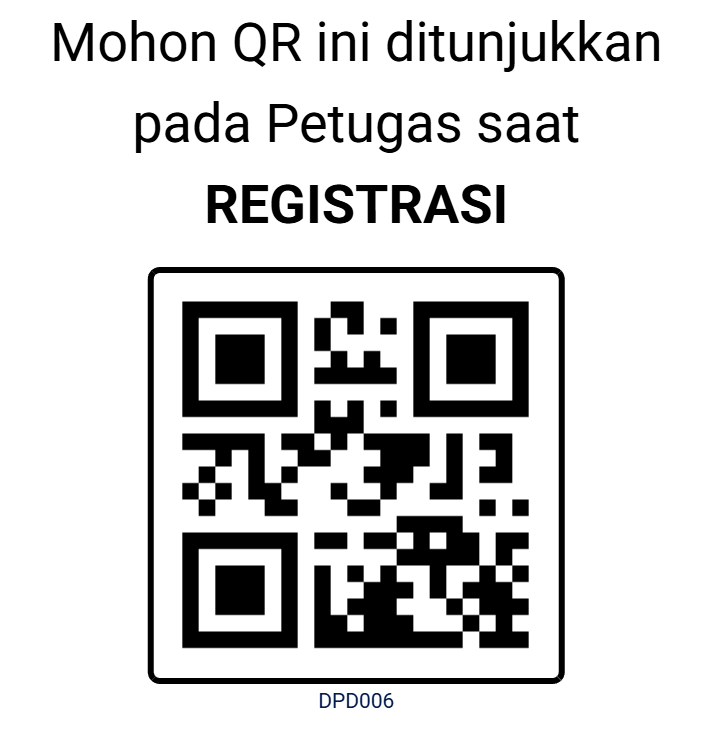 Mohon QR ini ditunjukkan
pada Petugas saat
REGISTRASI
DPD006